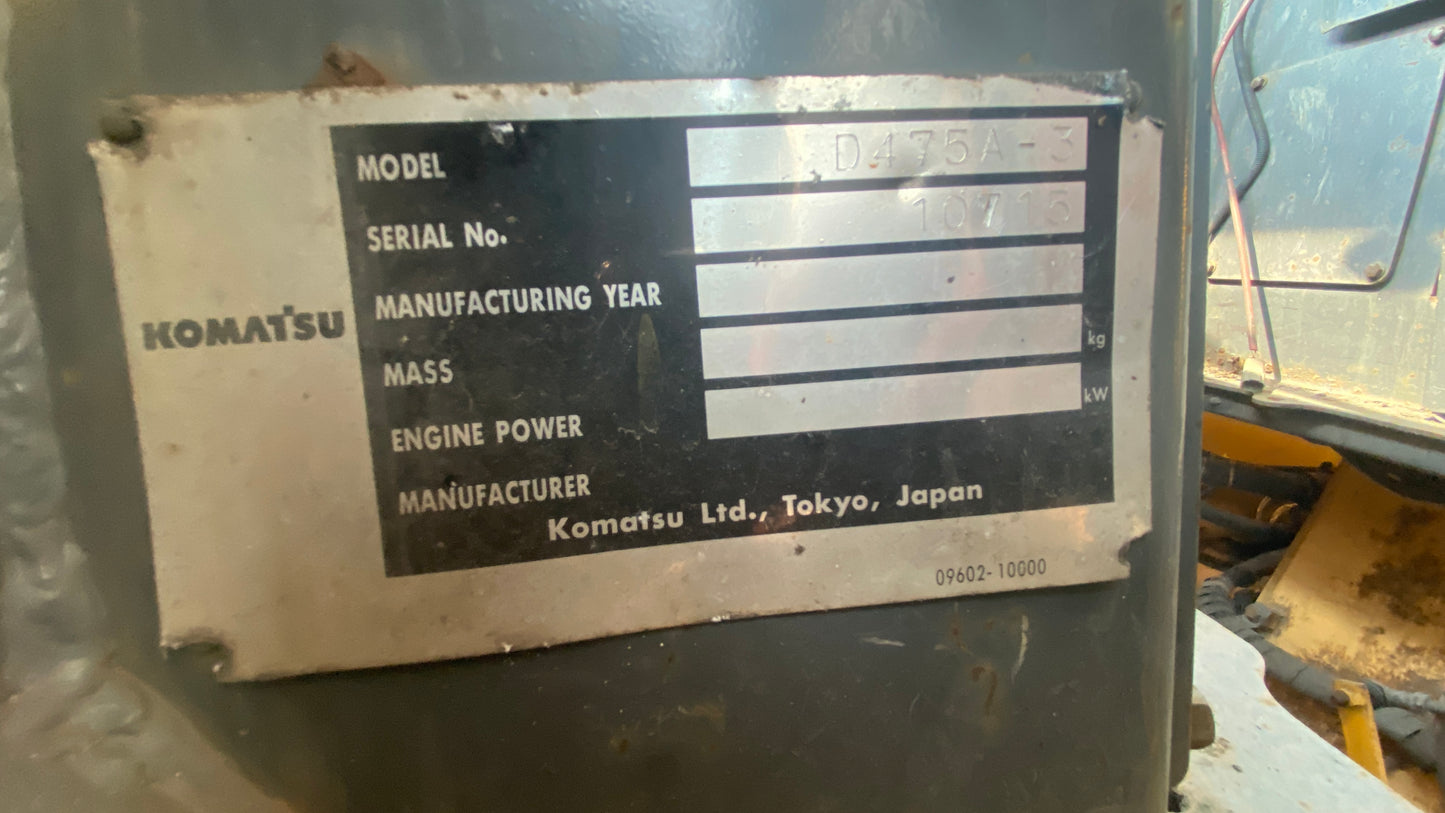 KOMATSU
MODEL D475A-3
SERIAL No. 10715
MANUFACTURING YEAR
MASS kg
ENGINE POWER kW
MANUFACTURER
Komatsu Ltd., Tokyo, Japan
09602-10000